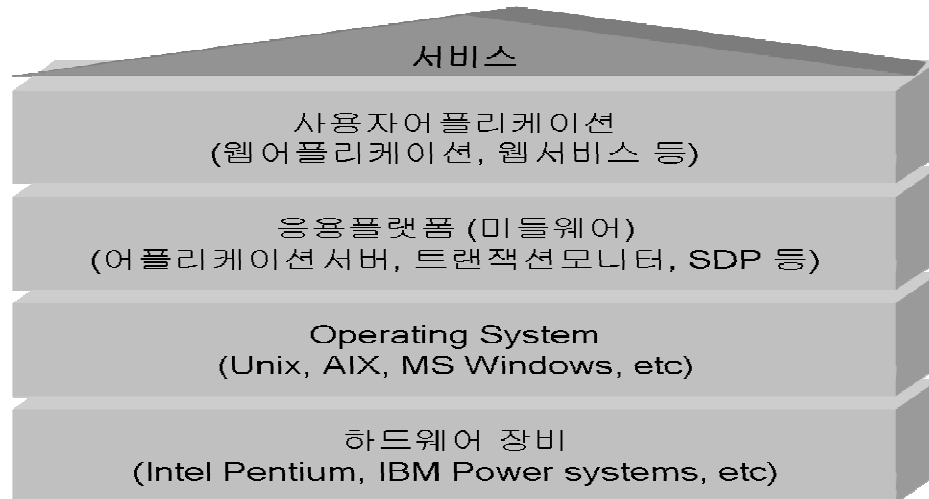 서비스
사용자어플리케이션
(웹어플리케이션, 웹서비스 등)
응용플랫폼 (미들웨어)
(어플리케이션서버, 트랜잭션모니터, SDP 등)
Operating System
(Unix, AIX, MS Windows, etc)
하드웨어 장비
(Intel Pentium, IBM Power systems, etc)